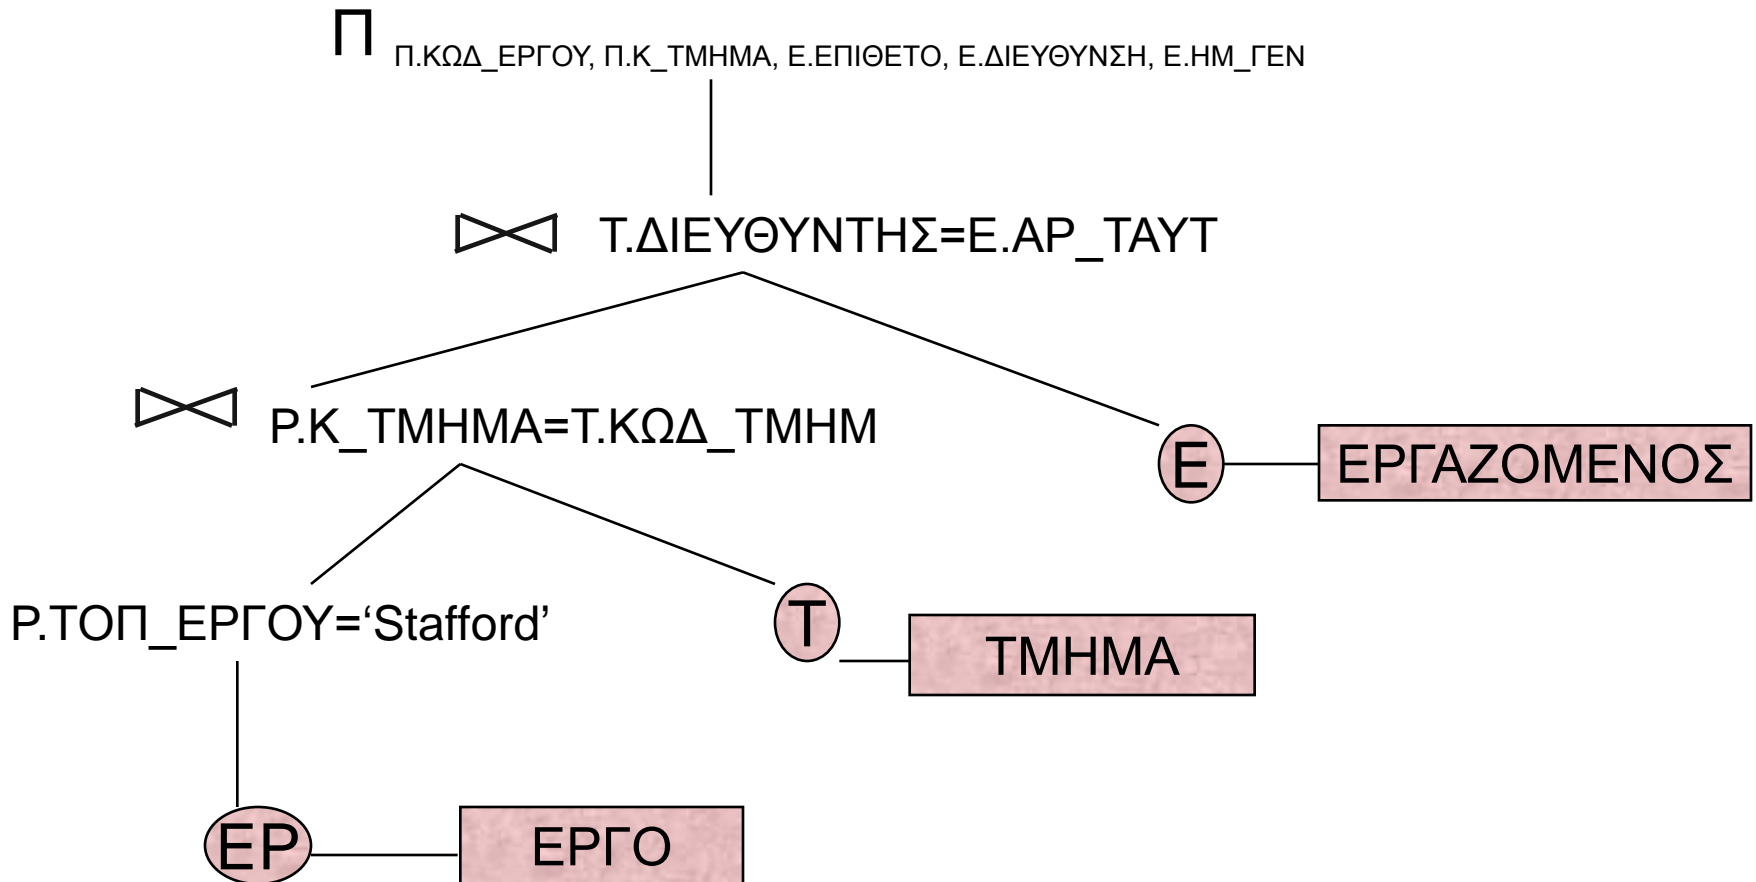 Π Π.ΚΩΔ_ΕΡΓΟΥ, Π.Κ_ΤΜΗΜΑ, Ε.ΕΠΙΘΕΤΟ, Ε.ΔΙΕΥΘΥΝΣΗ, Ε.ΗΜ_ΓΕΝ
Τ.ΔΙΕΥΘΥΝΤΗΣ=Ε.ΑΡ_ΤΑΥΤ
Ρ.Κ_ΤΜΗΜΑ=Τ.ΚΩΔ_ΤΜΗΜ
Ε ΕΡΓΑΖΟΜΕΝΟΣ
Ρ.ΤΟΠ_ΕΡΓΟΥ=‘Stafford’
Τ ΤΜΗΜΑ
ΕΡ ΕΡΓΟ